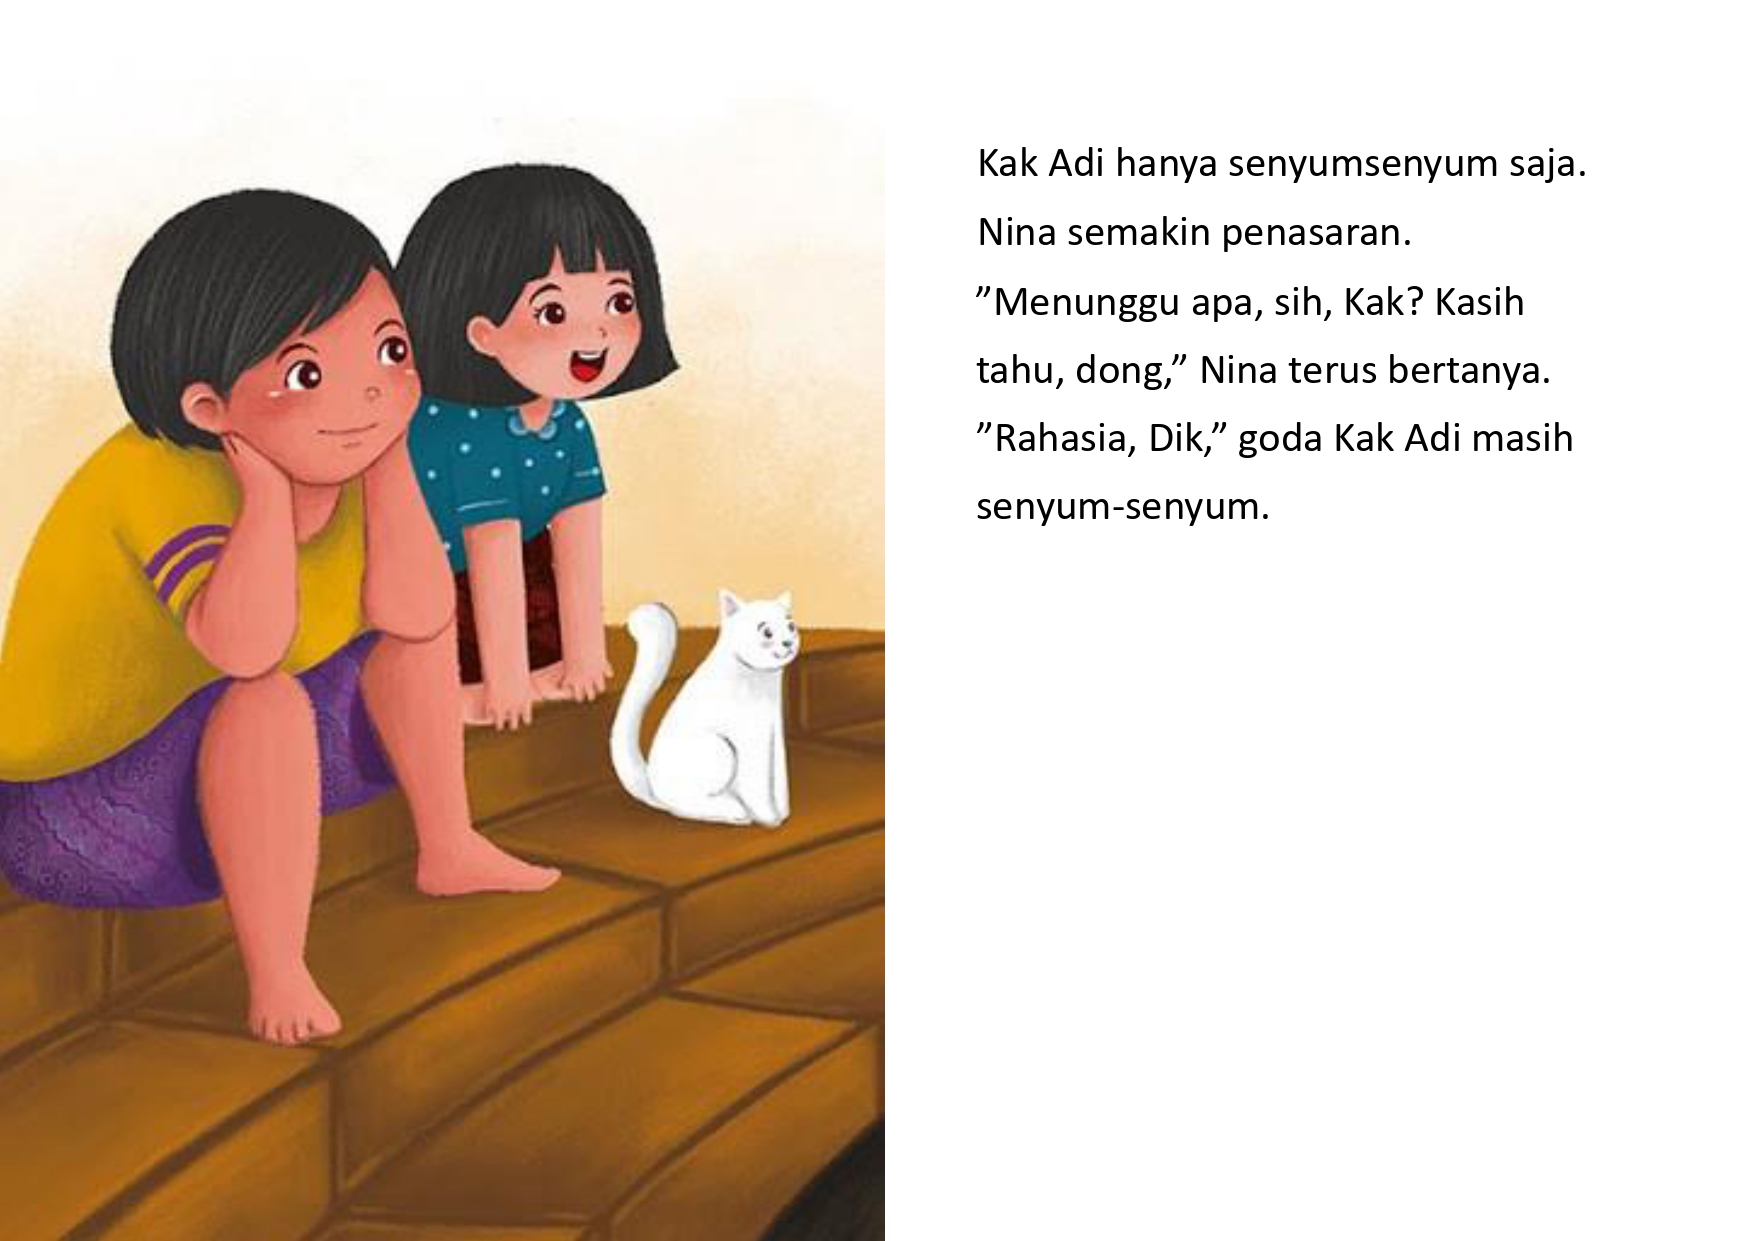 Kak Adi hanya senyumsenyum saja.
Nina semakin penasaran.
”Menunggu apa, sih, Kak? Kasih
tahu, dong,” Nina terus bertanya.
”Rahasia, Dik,” goda Kak Adi masih
senyum-senyum.